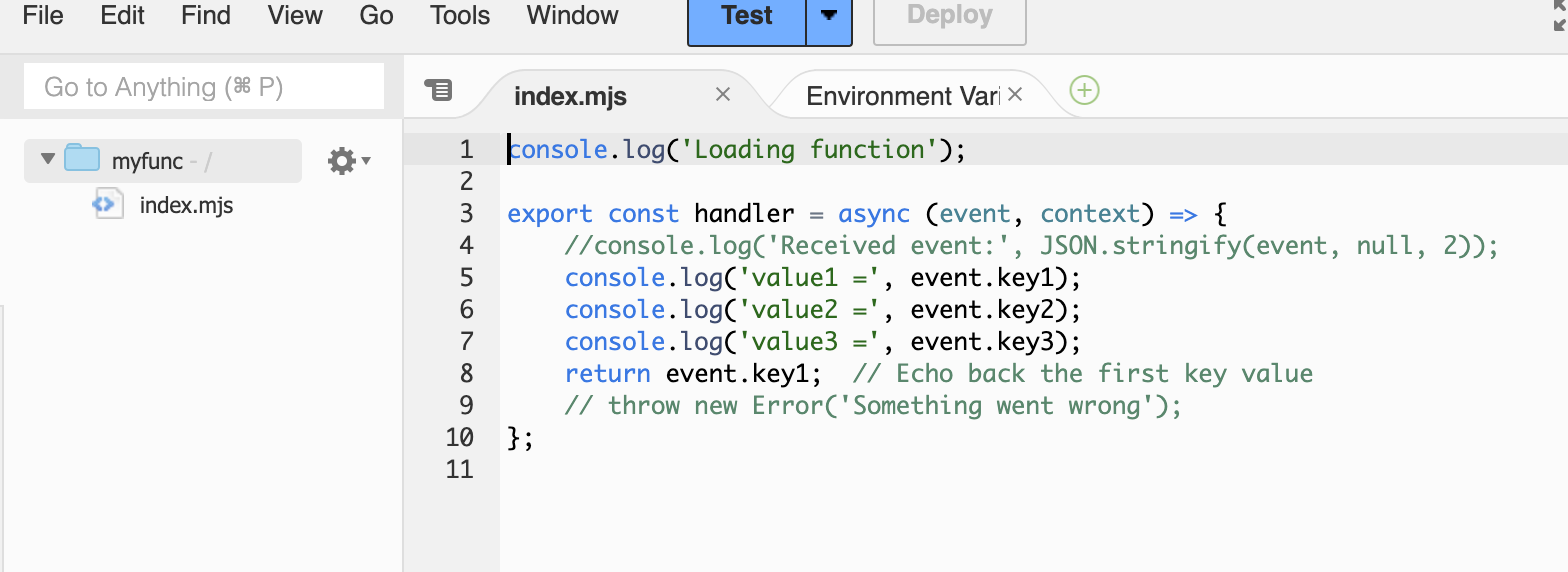 File Edit Find View Go Tools Window Test Deploy
Go to Anything (⌘ P)
index.mjs
Environment Vari
myfunc - /
index.mjs
1 console.log('Loading function');
2
3 export const handler = async (event, context) => {
4     //console.log('Received event:', JSON.stringify(event, null, 2));
5     console.log('value1 =', event.key1);
6     console.log('value2 =', event.key2);
7     console.log('value3 =', event.key3);
8     return event.key1;  // Echo back the first key value
9     // throw new Error('Something went wrong');
10 };
11